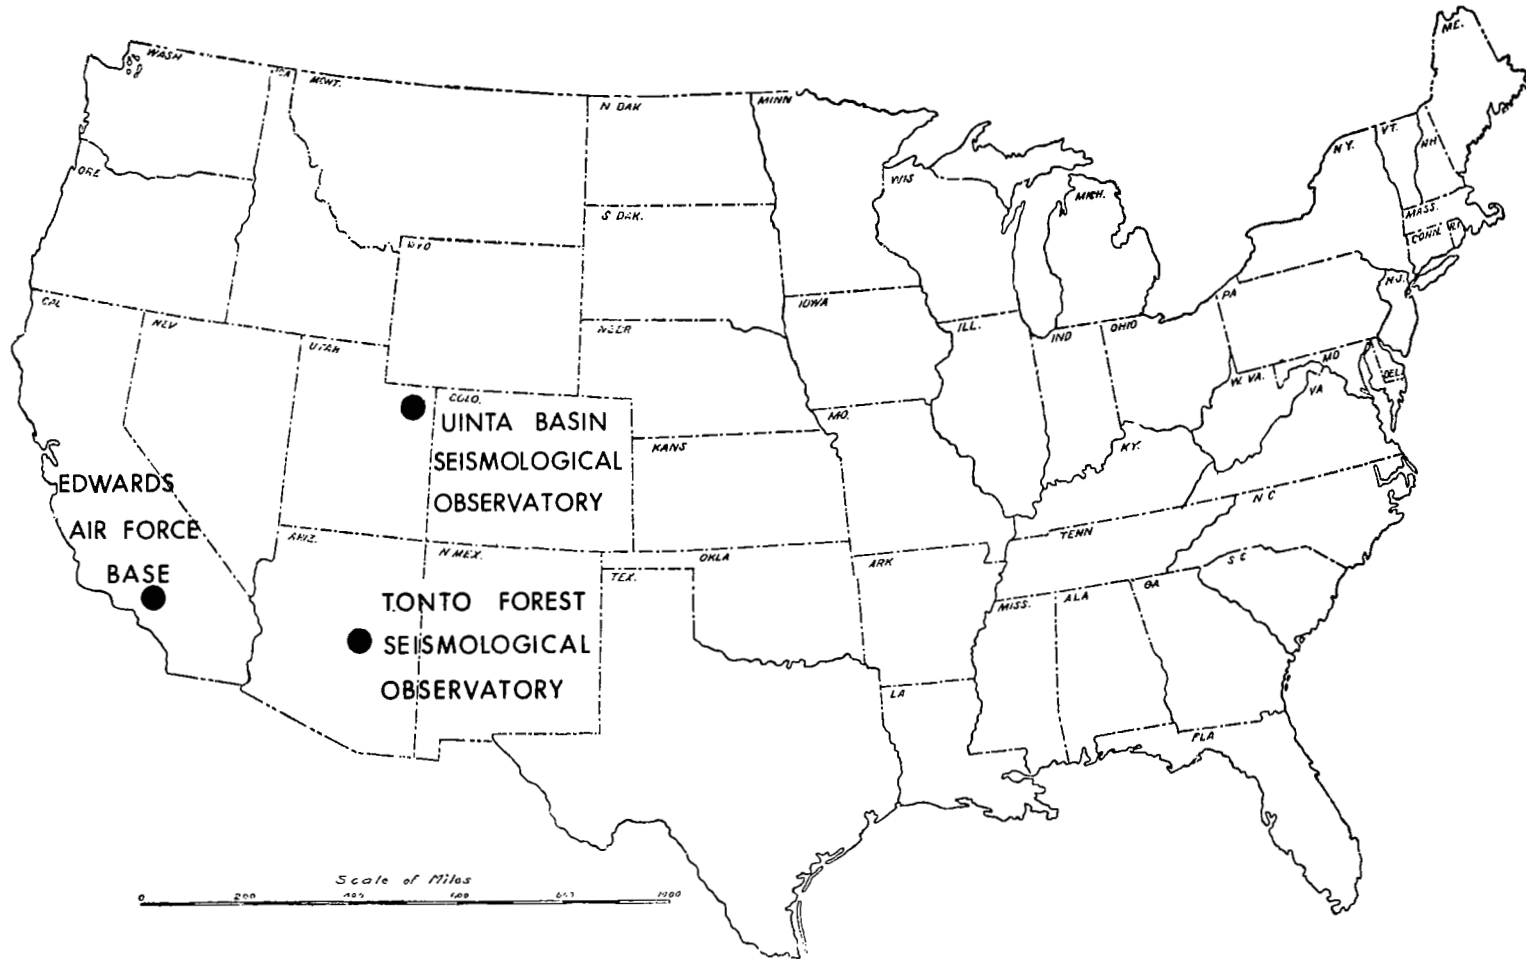 ME.
WASH
MONT.
N DAK
MINN
VT.
N.Y.
NH
ORE
WIS
MICH.
S DAK.
MASS.
CONN
RI
WYO
N.J.
PA
CAL
IOWA
NEV
ILL.
OHIO
IND
UTAH
MD
W. VA.
DEL.
VA
COLO.
MO.
UINTA BASIN
SEISMOLOGICAL
OBSERVATORY
KANS
KY.
EDWARDS
AIR FORCE
BASE
N C
TENN
ARIZ.
N MEX.
OKLA
ARK
S C
TEX.
GA
ALA
MISS.
TONTO FOREST
SEISMOLOGICAL
OBSERVATORY
LA
FLA
Scale of Miles
0 200 400 600 1000